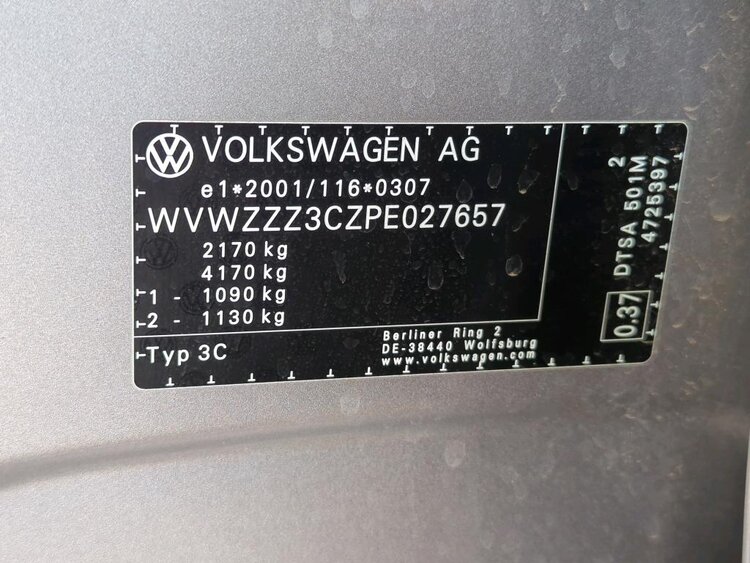 VOLKSWAGEN AG
e1*2001/116*0307
WVWZZZ3CZPE027657
2170 kg
4170 kg
1 - 1090 kg
2 - 1130 kg
Typ 3C
Berliner Ring 2
DE-38440 Wolfsburg
www.volkswagen.com
0.37 DTSA 501M 2
4725397